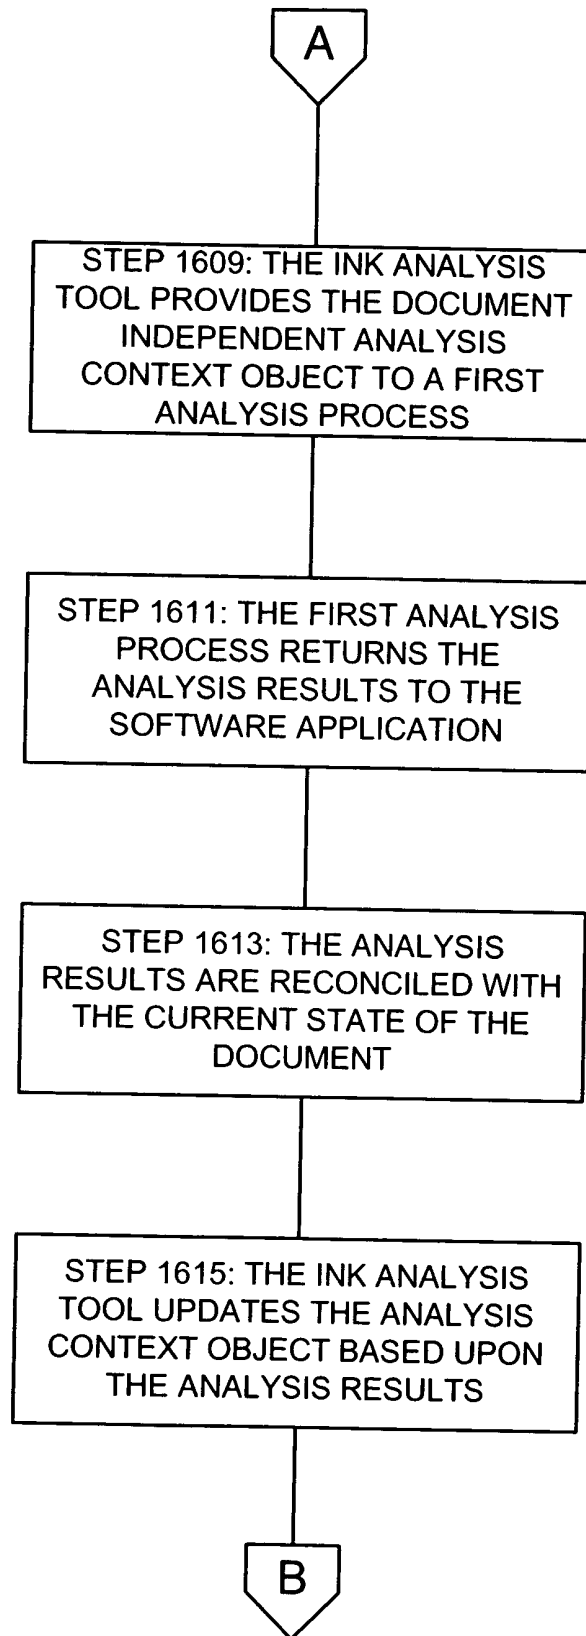 A
STEP 1609: THE INK ANALYSIS
TOOL PROVIDES THE DOCUMENT
INDEPENDENT ANALYSIS
CONTEXT OBJECT TO A FIRST
ANALYSIS PROCESS
STEP 1611: THE FIRST ANALYSIS
PROCESS RETURNS THE
ANALYSIS RESULTS TO THE
SOFTWARE APPLICATION
STEP 1613: THE ANALYSIS
RESULTS ARE RECONCILED WITH
THE CURRENT STATE OF THE
DOCUMENT
STEP 1615: THE INK ANALYSIS
TOOL UPDATES THE ANALYSIS
CONTEXT OBJECT BASED UPON
THE ANALYSIS RESULTS
B